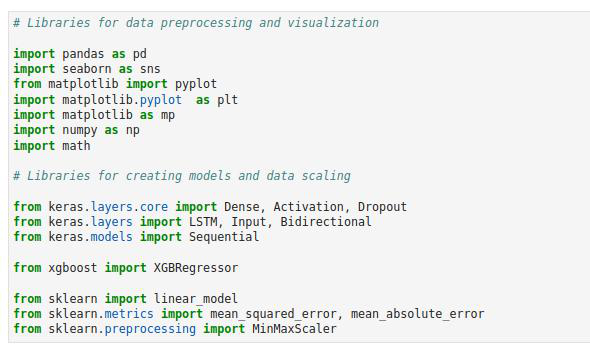 # Libraries for data preprocessing and visualization
import pandas as pd
import seaborn as sns
from matplotlib import pyplot
import matplotlib.pyplot  as plt
import matplotlib as mp
import numpy as np
import math
# Libraries for creating models and data scaling
from keras.layers.core import Dense, Activation, Dropout
from keras.layers import LSTM, Input, Bidirectional
from keras.models import Sequential
from xgboost import XGBRegressor
from sklearn import linear_model
from sklearn.metrics import mean_squared_error, mean_absolute_error
from sklearn.preprocessing import MinMaxScaler